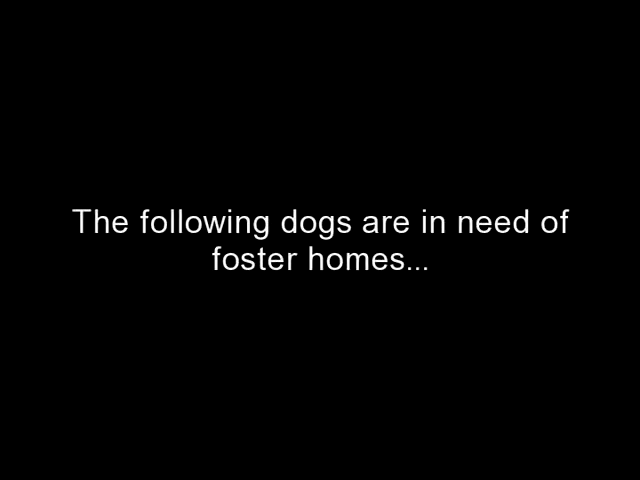 The following dogs are in need of
foster homes...